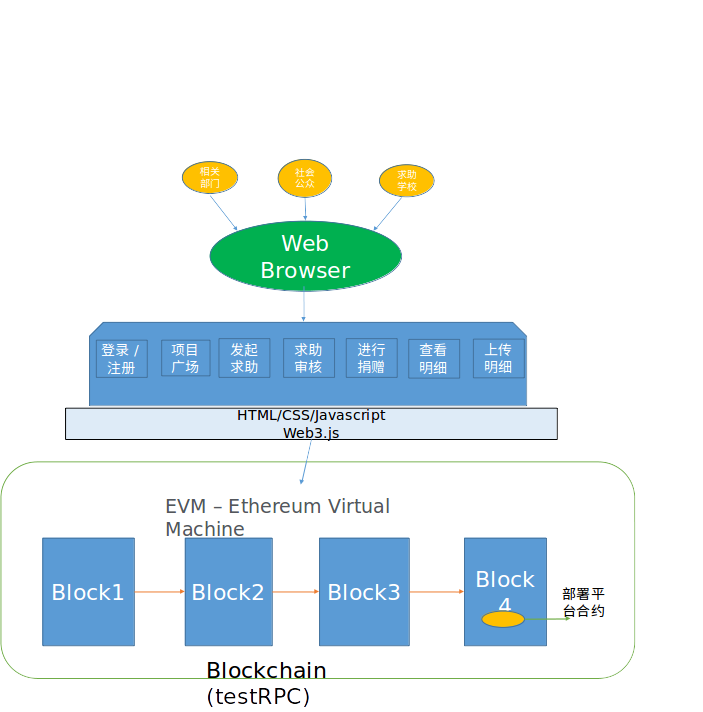 相关
部门
社会
公众
求助
学校
Web
Browser
登录 /
注册
项目
广场
发起
求助
求助
审核
进行
捐赠
查看
明细
上传
明细
HTML/CSS/Javascript
Web3.js
EVM – Ethereum Virtual
Machine
Block1
Block2
Block3
Block
4
部署平
台合约
Blockchain
(testRPC)